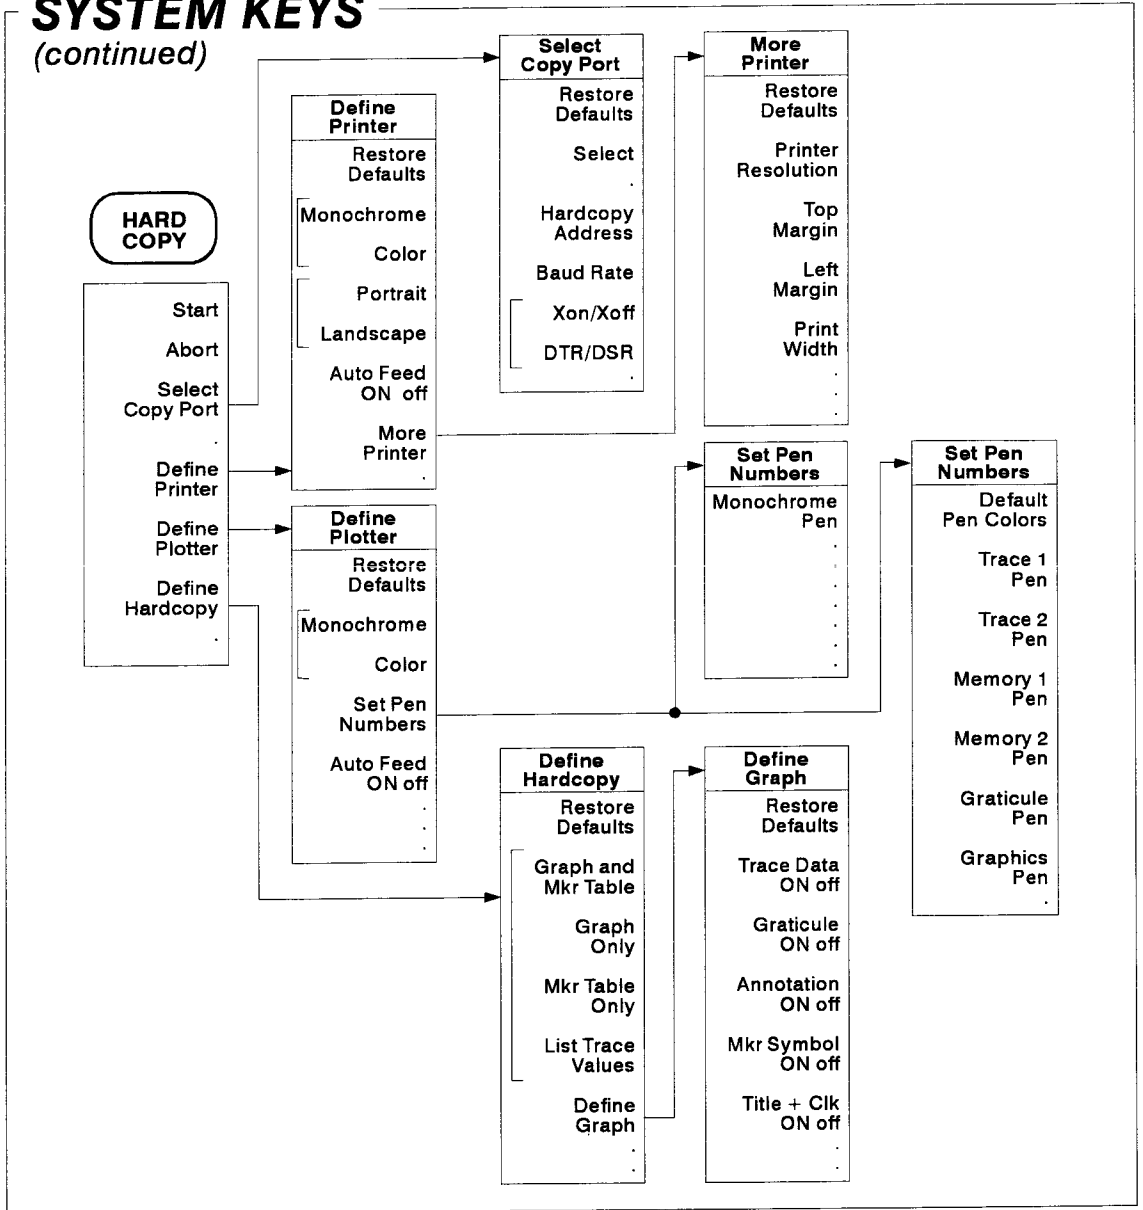 SYSTEM KEYS
(continued)
HARD
COPY
Start
Abort
Select
Copy Port
.
Define
Printer
Define
Plotter
Define
Hardcopy
.
Define
Printer
Restore
Defaults
Monochrome
Color
Portrait
Landscape
Auto Feed
ON off
More
Printer
.
Define
Plotter
Restore
Defaults
Monochrome
Color
Set Pen
Numbers
Auto Feed
ON off
.
.
.
Select
Copy Port
Restore
Defaults
Select
.
Hardcopy
Address
Baud Rate
Xon/Xoff
DTR/DSR
.
More
Printer
Restore
Defaults
Printer
Resolution
Top
Margin
Left
Margin
Print
Width
.
.
.
Set Pen
Numbers
Monochrome
Pen
.
.
.
.
.
.
.
Set Pen
Numbers
Default
Pen Colors
Trace 1
Pen
Trace 2
Pen
Memory 1
Pen
Memory 2
Pen
Graticule
Pen
Graphics
Pen
.
Define
Hardcopy
Restore
Defaults
Graph and
Mkr Table
Graph
Only
Mkr Table
Only
List Trace
Values
Define
Graph
.
.
Define
Graph
Restore
Defaults
Trace Data
ON off
Graticule
ON off
Annotation
ON off
Mkr Symbol
ON off
Title + Clk
ON off
.
.